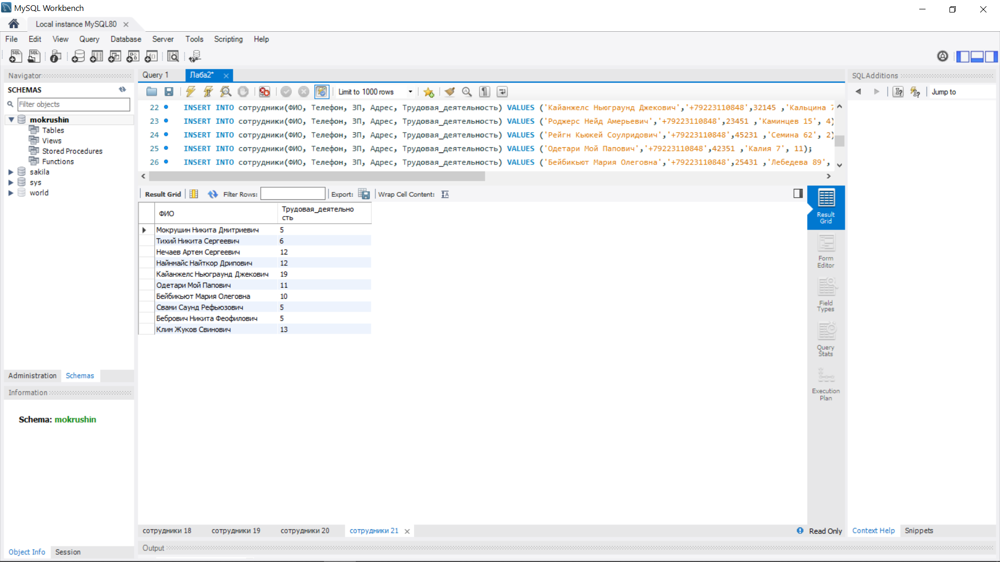 MySQL Workbench
Local instance MySQL80
File Edit View Query Database Server Tools Scripting Help
Navigator
SCHEMAS
Filter objects
mokrushin
Tables
Views
Stored Procedures
Functions
sakila
sys
world
Administration Schemas
Information
Schema: mokrushin
Object Info Session
Query 1 Лаба2*
Limit to 1000 rows
22 INSERT INTO сотрудники(ФИО, Телефон, ЗП, Адрес, Трудовая_деятельность) VALUES ('Кайанжелс Ньюграунд Джекович','+79223110848',32145 ,'Кальцина 7
23 INSERT INTO сотрудники(ФИО, Телефон, ЗП, Адрес, Трудовая_деятельность) VALUES ('Роджерс Нейд Амерьевич','+79223110848',23451 ,'Каминцев 15', 4)
24 INSERT INTO сотрудники(ФИО, Телефон, ЗП, Адрес, Трудовая_деятельность) VALUES ('Рейгн Кьюкей Соулридович','+79223110848',45231 ,'Семина 62', 2)
25 INSERT INTO сотрудники(ФИО, Телефон, ЗП, Адрес, Трудовая_деятельность) VALUES ('Одетари Мой Папович','+79223110848',42351 ,'Калия 7', 11);
26 INSERT INTO сотрудники(ФИО, Телефон, ЗП, Адрес, Трудовая_деятельность) VALUES ('Бейбикьют Мария Олеговна','+79223110848',25431 ,'Лебедева 89',
Result Grid Filter Rows: Export: Wrap Cell Content:
ФИО Трудовая_деятельно
сть
Мокрушин Никита Дмитриевич 5
Тихий Никита Сергеевич 6
Нечаев Артем Сергеевич 12
Найнмайс Найткор Дрипович 12
Кайанжелс Ньюграунд Джекович 19
Одетари Мой Папович 11
Бейбикьют Мария Олеговна 10
Свами Саунд Рефьюзович 5
Бебрович Никита Феофилович 5
Клим Жуков Свинович 13
Result
Grid
Form
Editor
Field
Types
Query
Stats
Execution
Plan
сотрудники 18 сотрудники 19 сотрудники 20 сотрудники 21
Read Only
Output
SQLAdditions
Jump to
Context Help Snippets